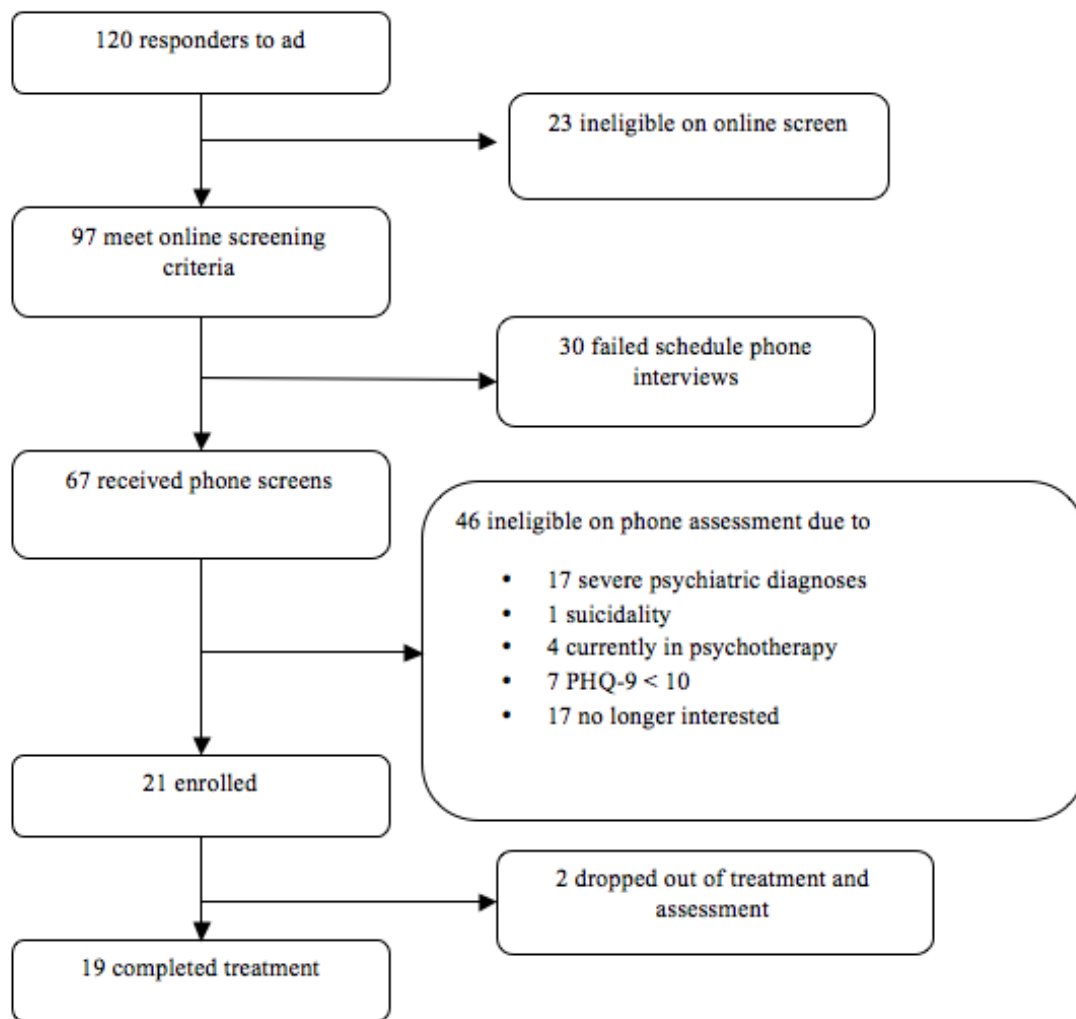 120 responders to ad
23 ineligible on online screen
97 meet online screening
criteria
30 failed schedule phone
interviews
67 received phone screens
46 ineligible on phone assessment due to
• 17 severe psychiatric diagnoses
• 1 suicidality
• 4 currently in psychotherapy
• 7 PHQ-9 < 10
• 17 no longer interested
21 enrolled
2 dropped out of treatment and
assessment
19 completed treatment